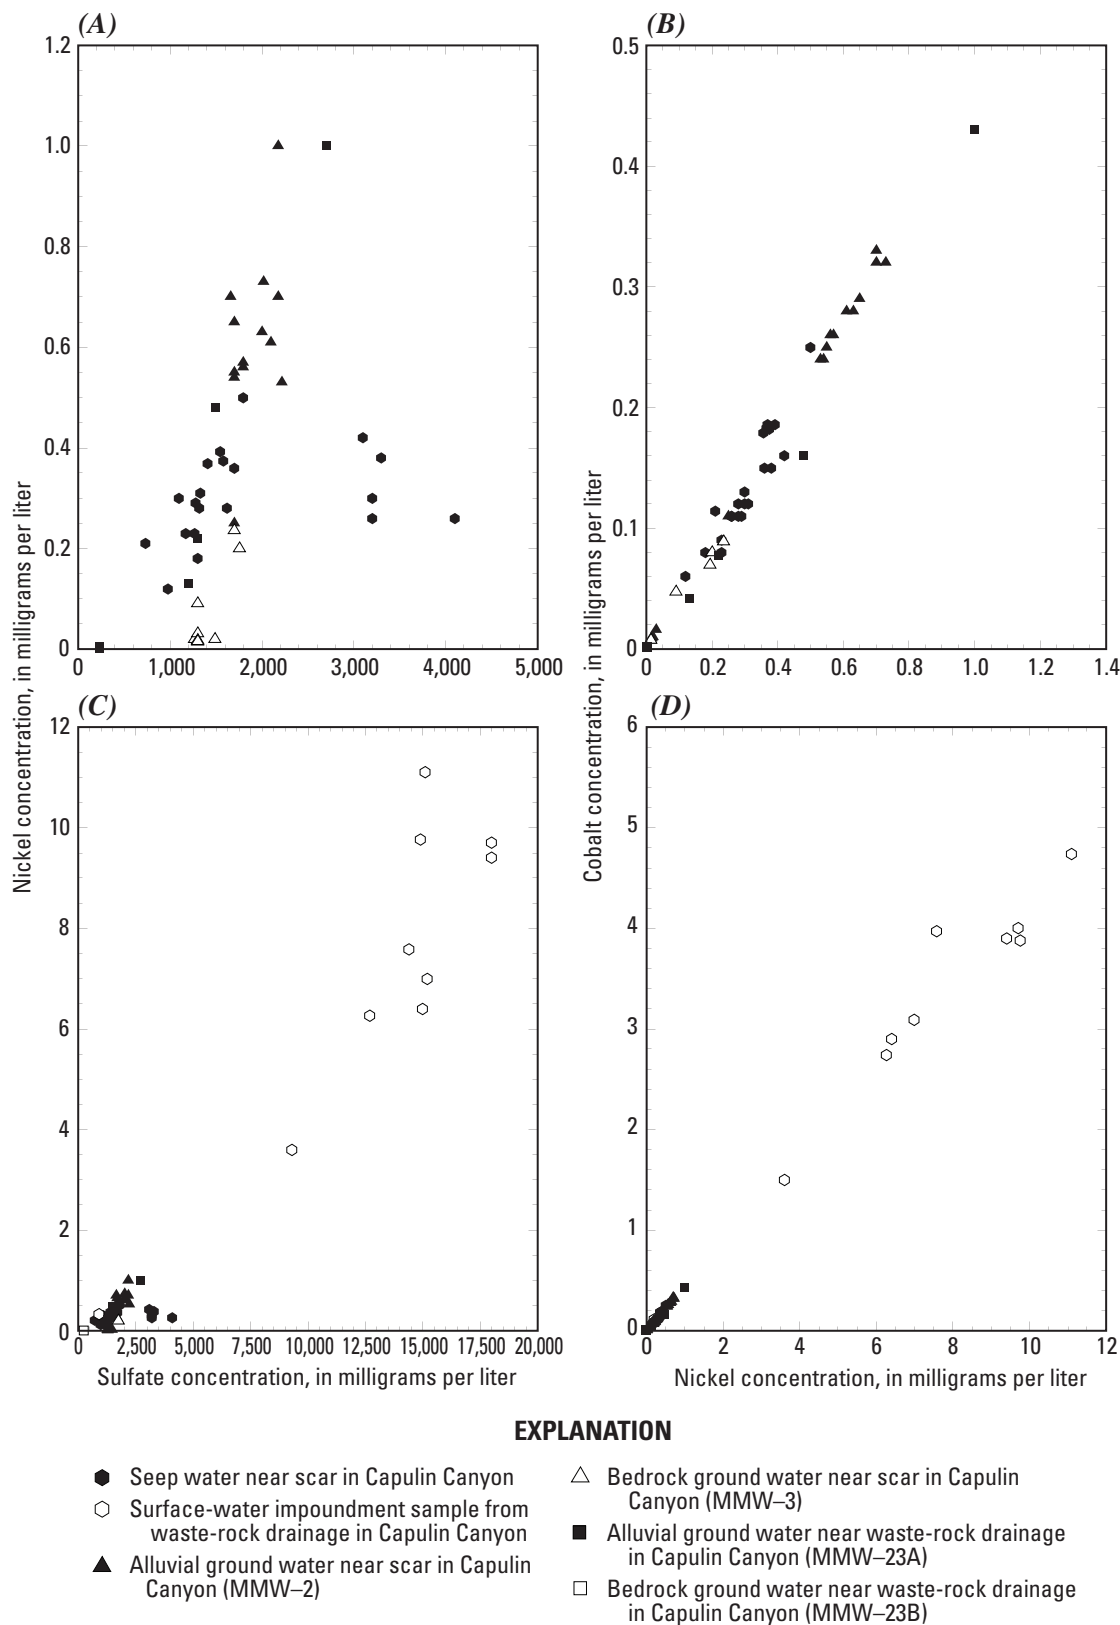 (A)
(B)
1.2
1.0
0.8
0.6
0.4
0.2
0
0 1,000 2,000 3,000 4,000 5,000
0.5
0.4
0.3
0.2
0.1
0
0 0.2 0.4 0.6 0.8 1.0 1.2 1.4
Nickel concentration, in milligrams per liter
Cobalt concentration, in milligrams per liter
(C)
(D)
12
10
8
6
4
2
0
0 2,500 5,000 7,500 10,000 12,500 15,000 17,500 20,000
Sulfate concentration, in milligrams per liter
6
5
4
3
2
1
0
0 2 4 6 8 10 12
Nickel concentration, in milligrams per liter
EXPLANATION
Seep water near scar in Capulin Canyon
Surface-water impoundment sample from
waste-rock drainage in Capulin Canyon
Alluvial ground water near scar in Capulin
Canyon (MMW–2)
Bedrock ground water near scar in Capulin
Canyon (MMW–3)
Alluvial ground water near waste-rock drainage
in Capulin Canyon (MMW–23A)
Bedrock ground water near waste-rock drainage
in Capulin Canyon (MMW–23B)